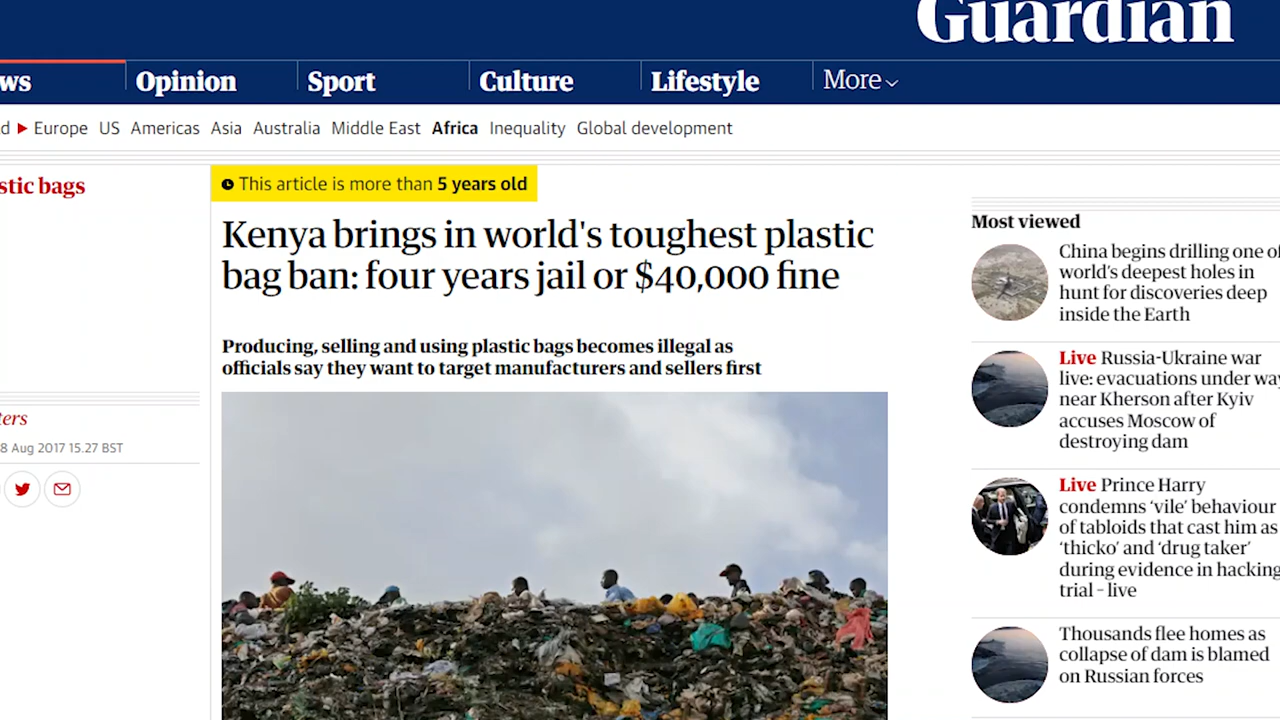 Guardian
ws
Opinion
Sport
Culture
Lifestyle
More
d
Europe
US
Americas
Asia
Australia
Middle East
Africa
Inequality
Global development
stic bags
This article is more than 5 years old
Kenya brings in world's toughest plastic
bag ban: four years jail or $40,000 fine
Producing, selling and using plastic bags becomes illegal as
officials say they want to target manufacturers and sellers first
ters
8 Aug 2017 15.27 BST
Most viewed
China begins drilling one of
world's deepest holes in
hunt for discoveries deep
inside the Earth
Live Russia-Ukraine war
live: evacuations under way
near Kherson after Kyiv
accuses Moscow of
destroying dam
Live Prince Harry
condemns ‘vile’ behaviour
of tabloids that cast him as
‘thicko’ and ‘drug taker’
during evidence in hacking
trial – live
Thousands flee homes as
collapse of dam is blamed
on Russian forces